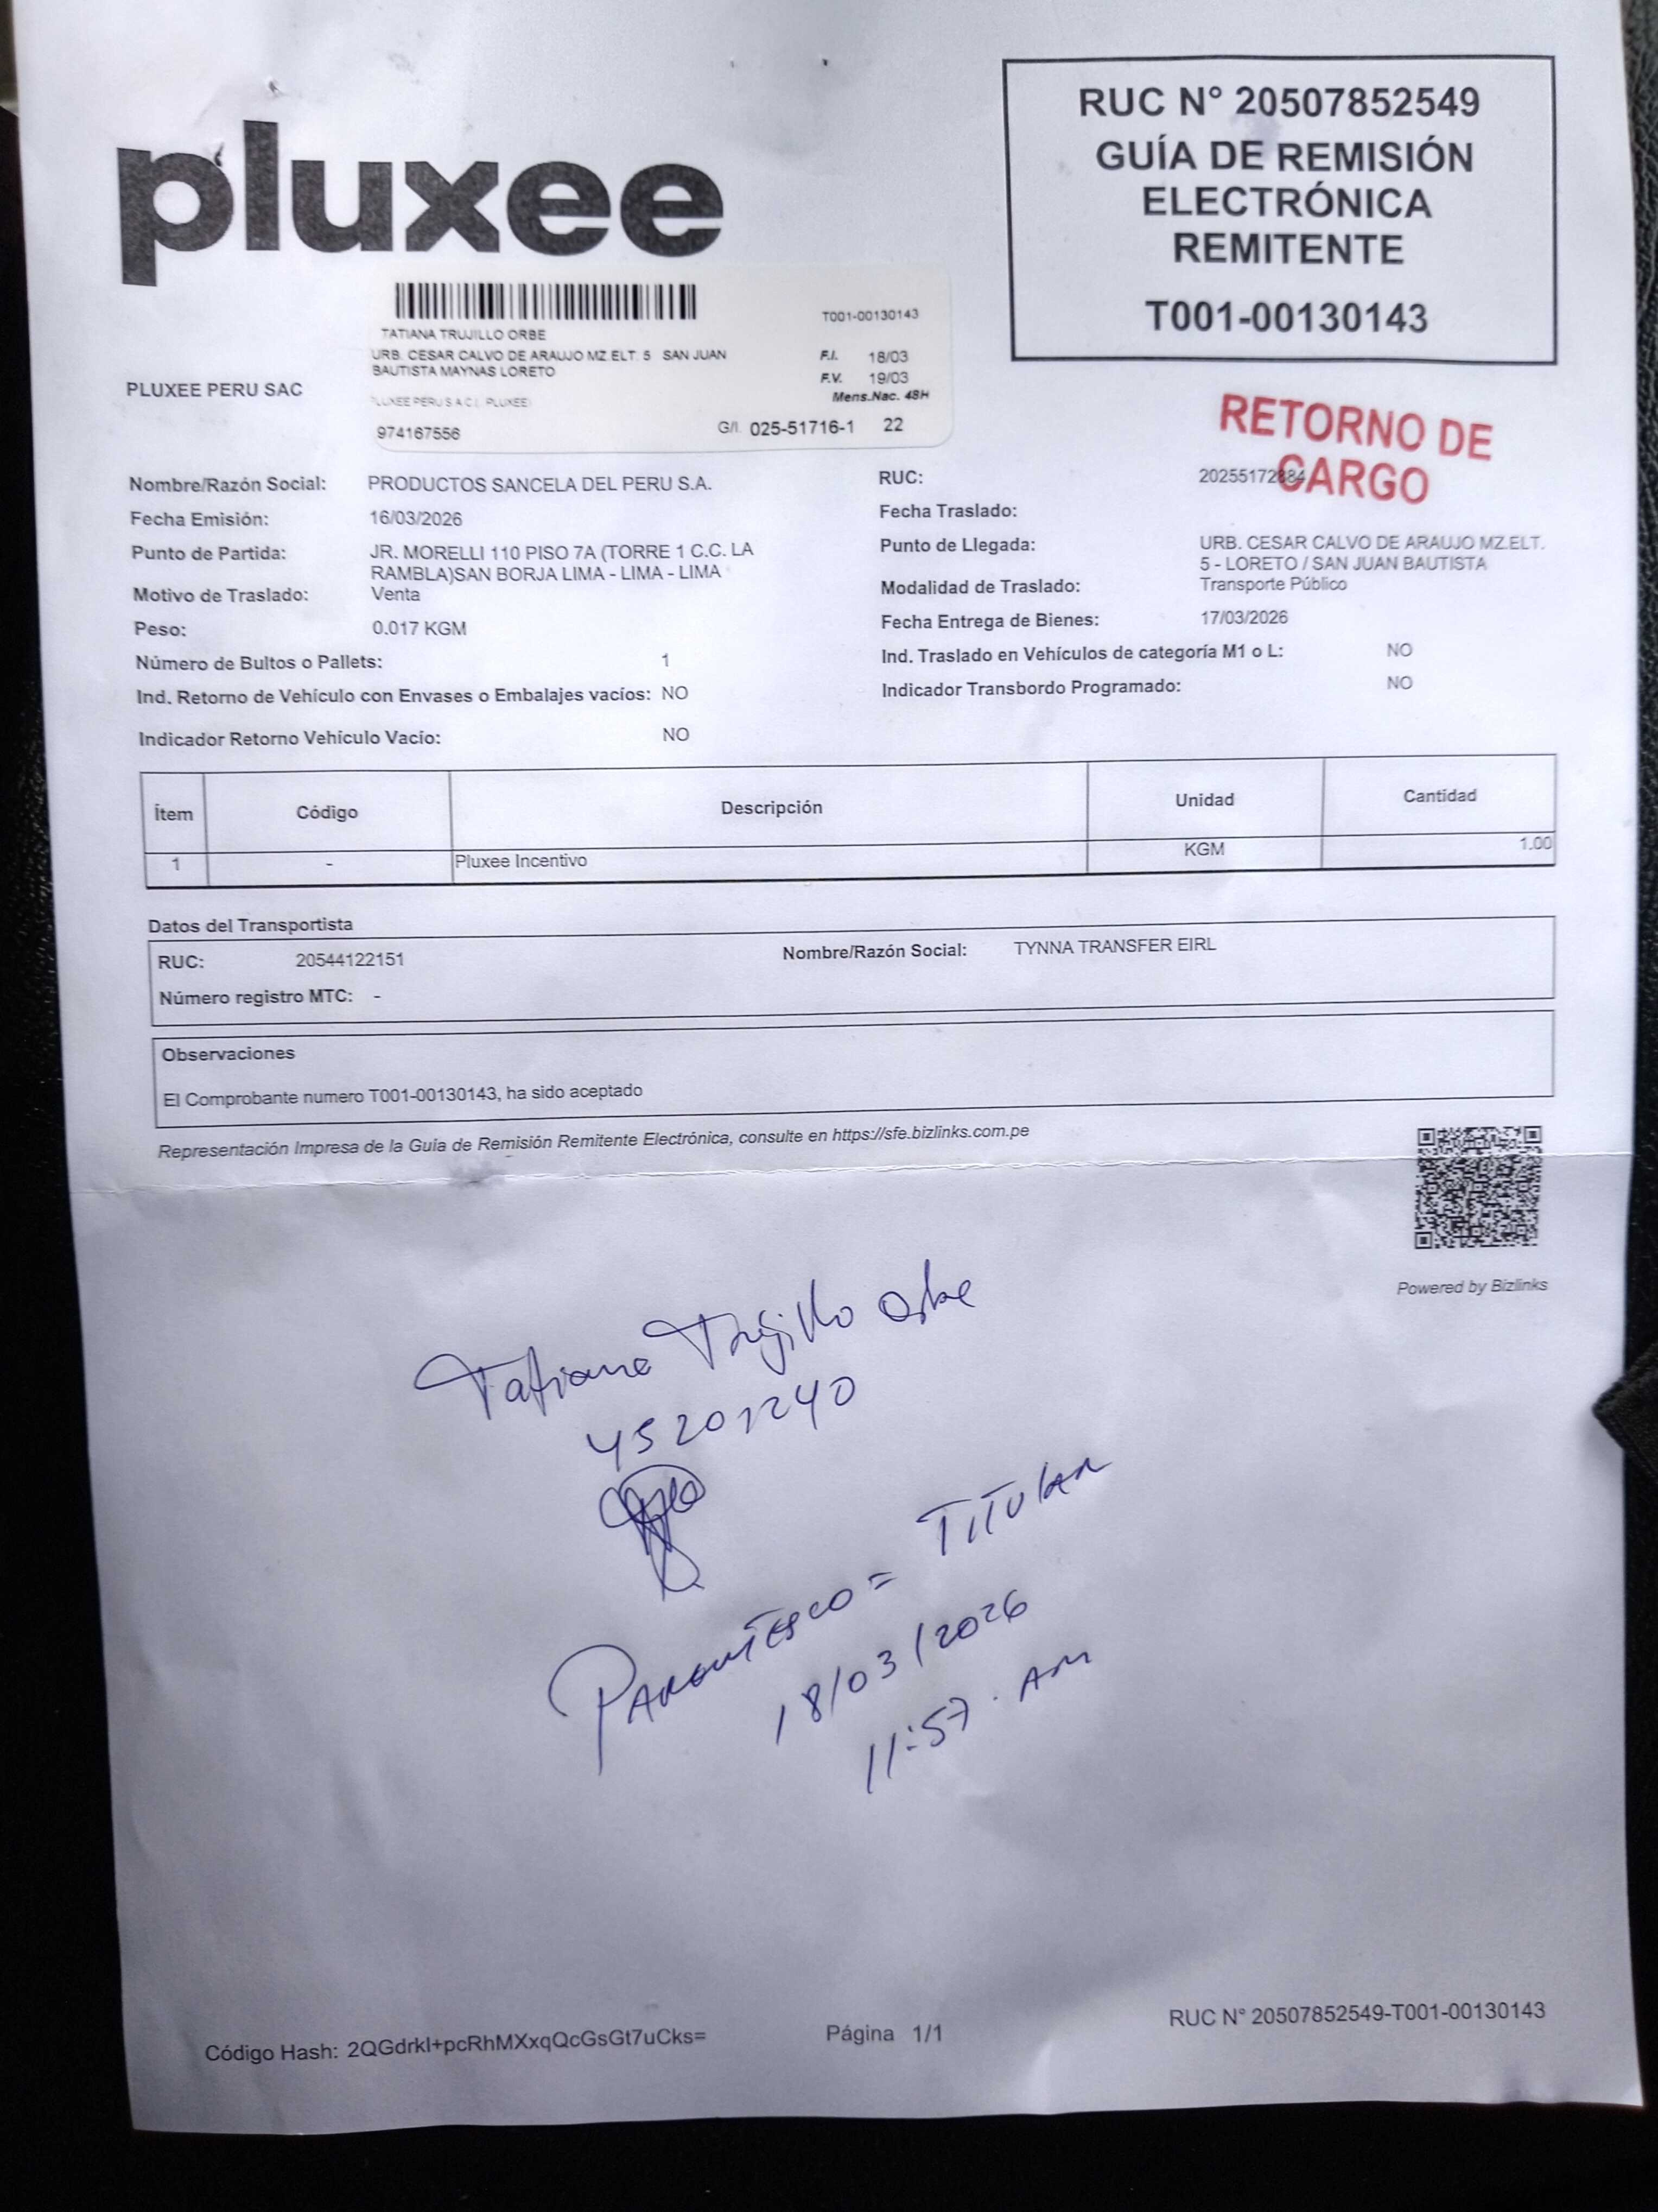 pluxee
RUC N° 20507852549
GUÍA DE REMISIÓN
ELECTRÓNICA
REMITENTE
T001-00130143
TATIANA TRUJILLO ORBE
T001-00130143
URB. CESAR CALVO DE ARAUJO MZ.ELT. 5 SAN JUAN
BAUTISTA MAYNAS LORETO
F.I. 18/03
F.V. 19/03
Mens.Nac. 48H
PLUXEE PERU S A C ( PLUXEE)
974167556
G/I. 025-51716-1 22
PLUXEE PERU SAC
RETORNO DE
CARGO
Nombre/Razón Social: PRODUCTOS SANCELA DEL PERU S.A.
RUC: 20255172884
Fecha Emisión: 16/03/2026
Fecha Traslado:
Punto de Partida: JR. MORELLI 110 PISO 7A (TORRE 1 C.C. LA
RAMBLA)SAN BORJA LIMA - LIMA - LIMA
Punto de Llegada: URB. CESAR CALVO DE ARAUJO MZ.ELT.
5 - LORETO / SAN JUAN BAUTISTA
Motivo de Traslado: Venta
Modalidad de Traslado: Transporte Público
Peso: 0.017 KGM
Fecha Entrega de Bienes: 17/03/2026
Número de Bultos o Pallets: 1
Ind. Traslado en Vehículos de categoría M1 o L: NO
Ind. Retorno de Vehículo con Envases o Embalajes vacíos: NO
Indicador Transbordo Programado: NO
Indicador Retorno Vehículo Vacío: NO
Ítem Código Descripción Unidad Cantidad
1 - Pluxee Incentivo KGM 1.00
Datos del Transportista
RUC: 20544122151 Nombre/Razón Social: TYNNA TRANSFER EIRL
Número registro MTC: -
Observaciones
El Comprobante numero T001-00130143, ha sido aceptado
Representación Impresa de la Guía de Remisión Remitente Electrónica, consulte en https://sfe.bizlinks.com.pe
Powered by Bizlinks
Tatiana Trujillo Orbe
45201240
PARENTESCO = TITULAR
18/03/2026
11:57 AM
Código Hash: 2QGdrkI+pcRhMXxqQcGsGt7uCks=
Página 1/1
RUC N° 20507852549-T001-00130143